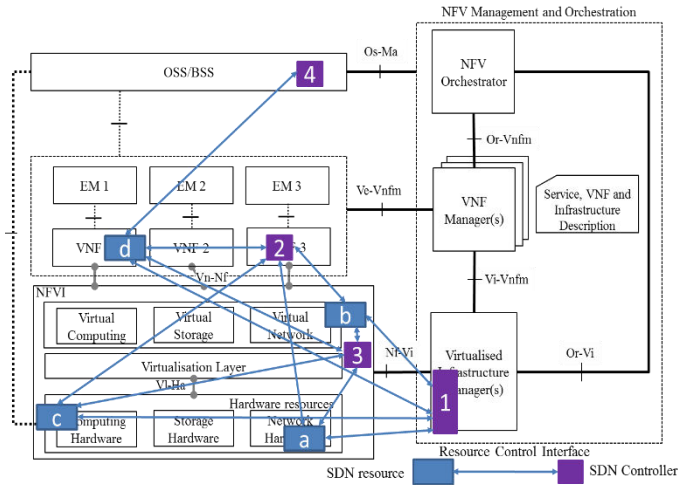 NFV Management and Orchestration
Os-Ma
OSS/BSS
4
NFV
Orchestrator
Or-Vnfm
EM 1
EM 2
EM 3
Ve-Vnfm
VNF
Manager(s)
Service, VNF and
Infrastructure
Description
VNF
d
VNF 2
2
3
Vn-Nf
Vi-Vnfm
NFVI
Virtual
Computing
Virtual
Storage
Virtual
Network
b
Virtualised
Infrastructure
Manager(s)
1
3
Nf-Vi
Or-Vi
Virtualisation Layer
Vl-Ha
Hardware resources
c
Computing
Hardware
Storage
Hardware
Network
a
Resource Control Interface
SDN resource
SDN Controller